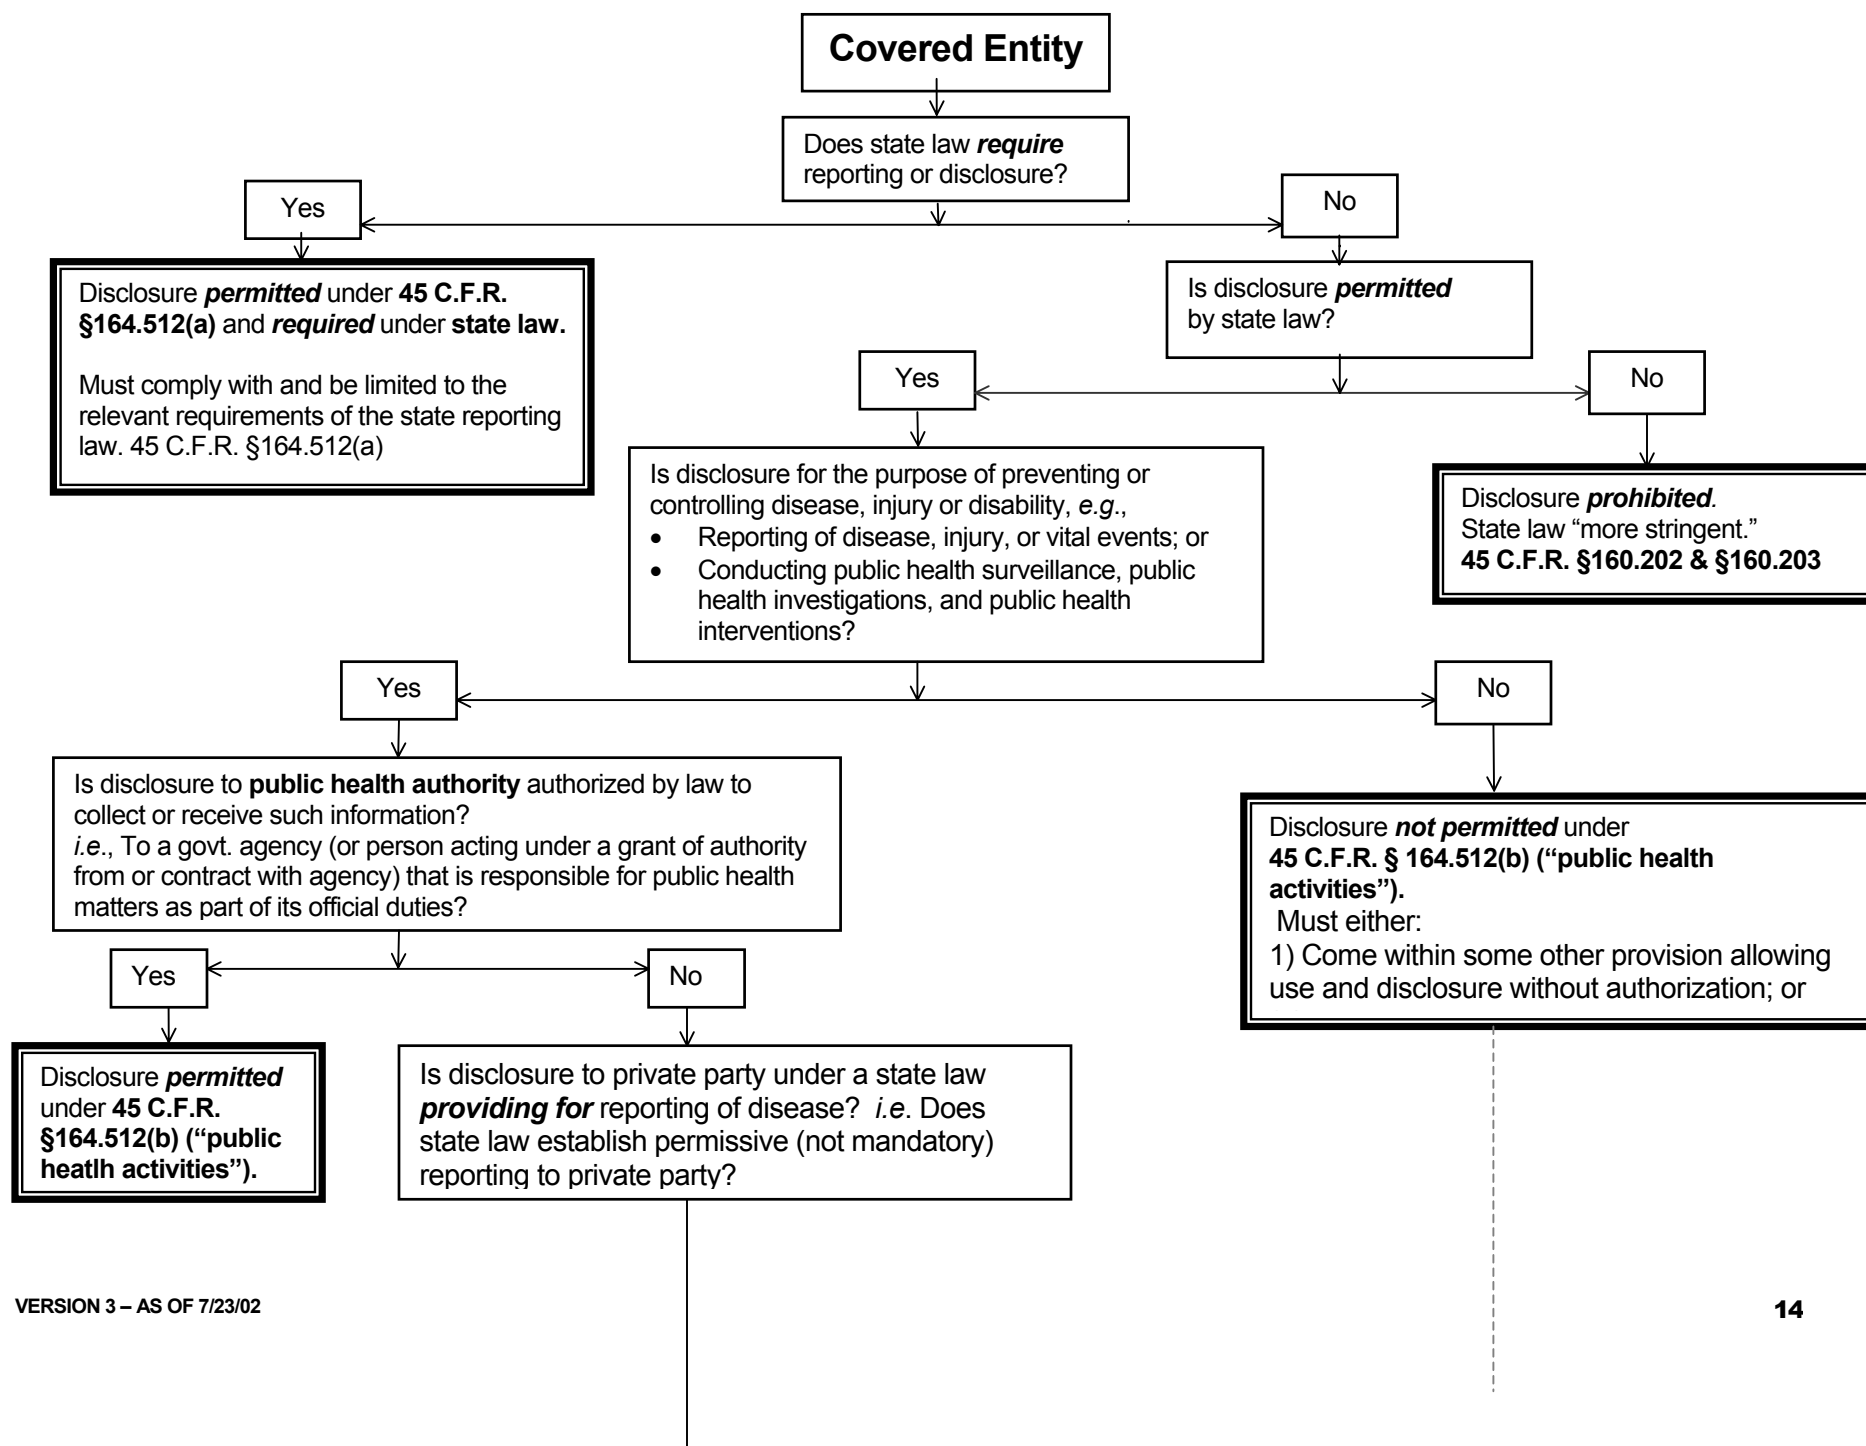 Covered Entity
Does state law require
reporting or disclosure?
Yes
No
Disclosure permitted under 45 C.F.R.
§164.512(a) and required under state law.
Must comply with and be limited to the
relevant requirements of the state reporting
law. 45 C.F.R. §164.512(a)
Is disclosure permitted
by state law?
Yes
No
Is disclosure for the purpose of preventing or
controlling disease, injury or disability, e.g.,
• Reporting of disease, injury, or vital events; or
• Conducting public health surveillance, public
health investigations, and public health
interventions?
Disclosure prohibited.
State law “more stringent.”
45 C.F.R. §160.202 & §160.203
Yes
No
Is disclosure to public health authority authorized by law to
collect or receive such information?
i.e., To a govt. agency (or person acting under a grant of authority
from or contract with agency) that is responsible for public health
matters as part of its official duties?
Disclosure not permitted under
45 C.F.R. § 164.512(b) (“public health
activities”).
Must either:
1) Come within some other provision allowing
use and disclosure without authorization; or
Yes
No
Disclosure permitted
under 45 C.F.R.
§164.512(b) (“public
heatlh activities”).
Is disclosure to private party under a state law
providing for reporting of disease? i.e. Does
state law establish permissive (not mandatory)
reporting to private party?
VERSION 3 – AS OF 7/23/02
14